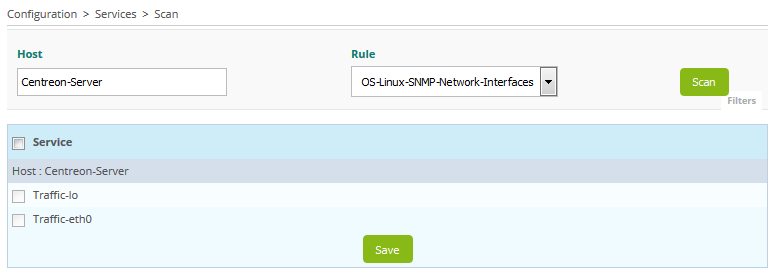 Configuration > Services > Scan
Host Rule
Centreon-Server OS-Linux-SNMP-Network-Interfaces Scan
Filters
Service
Host : Centreon-Server
Traffic-lo
Traffic-eth0
Save